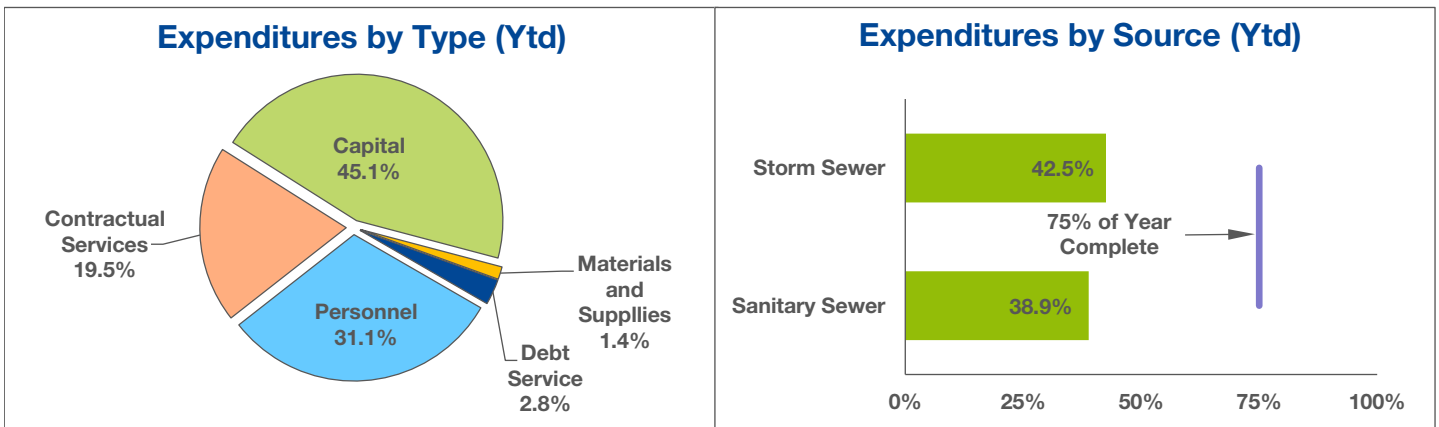 Expenditures by Type (Ytd)
Capital
45.1%
Contractual
Services
19.5%
Personnel
31.1%
Materials
and
Suppllies
1.4%
Debt
Service
2.8%
Expenditures by Source (Ytd)
Storm Sewer
42.5%
75% of Year
Complete
Sanitary Sewer
38.9%
0% 25% 50% 75% 100%